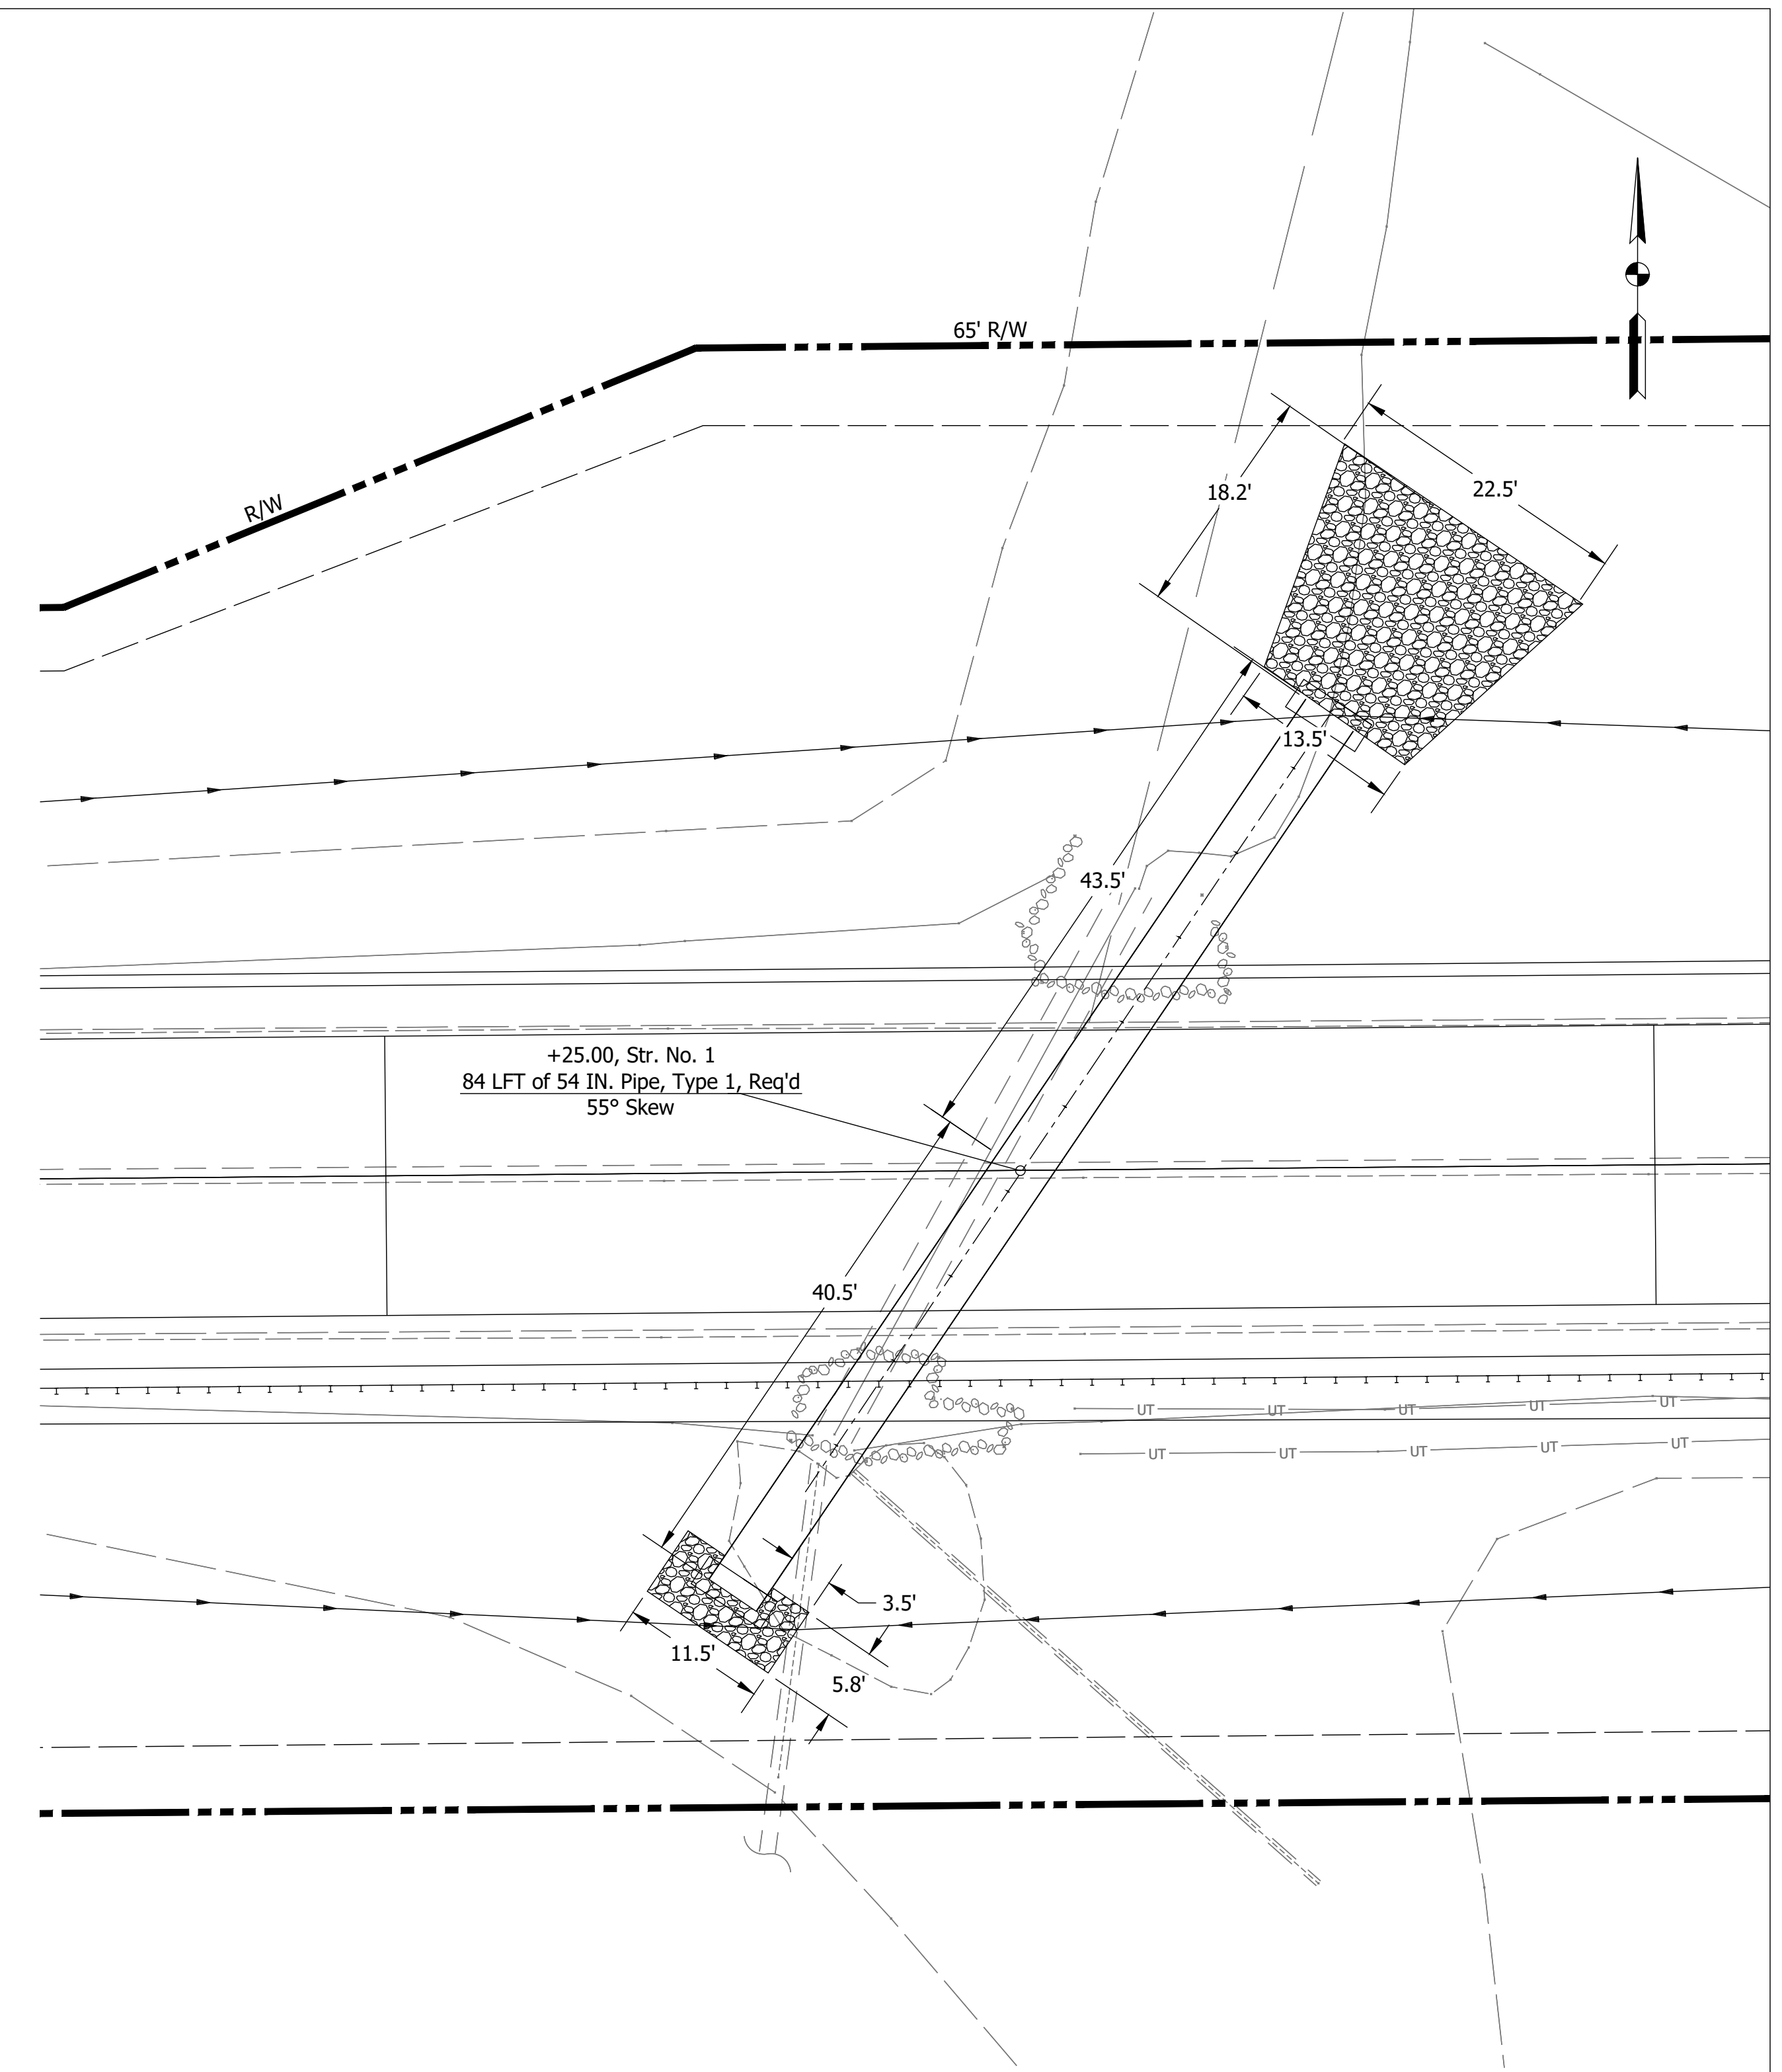 65' R/W
R/W
18.2'
22.5'
13.5'
43.5'
+25.00, Str. No. 1
84 LFT of 54 IN. Pipe, Type 1, Req'd
55° Skew
40.5'
UT UT UT UT UT
UT UT UT UT UT
3.5'
11.5'
5.8'